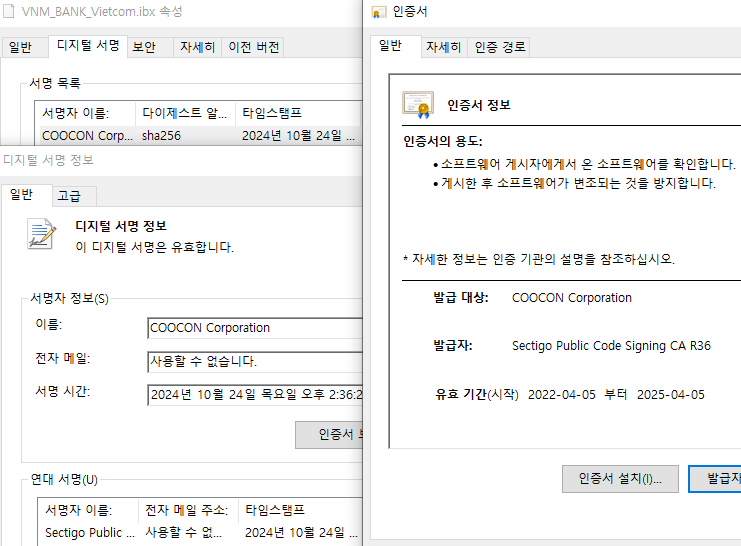 VNM_BANK_Vietcom.ibx 속성
일반 디지털 서명 보안 자세히 이전 버전
서명 목록
서명자 이름: 다이제스트 알... 타임스탬프
COOCON Corp... sha256 2024년 10월 24일 ...
디지털 서명 정보
일반 고급
디지털 서명 정보
이 디지털 서명은 유효합니다.
서명자 정보(S)
이름: COOCON Corporation
전자 메일: 사용할 수 없습니다.
서명 시간: 2024년 10월 24일 목요일 오후 2:36:2
인증서
연대 서명(U)
서명자 이름: 전자 메일 주소: 타임스탬프
Sectigo Public ... 사용할 수 없... 2024년 10월 24일 ...
인증서
일반 자세히 인증 경로
인증서 정보
인증서의 용도:
• 소프트웨어 게시자에게서 온 소프트웨어를 확인합니다.
• 게시한 후 소프트웨어가 변조되는 것을 방지합니다.
* 자세한 정보는 인증 기관의 설명을 참조하십시오.
발급 대상: COOCON Corporation
발급자: Sectigo Public Code Signing CA R36
유효 기간(시작) 2022-04-05 부터 2025-04-05
인증서 설치(I)... 발급자